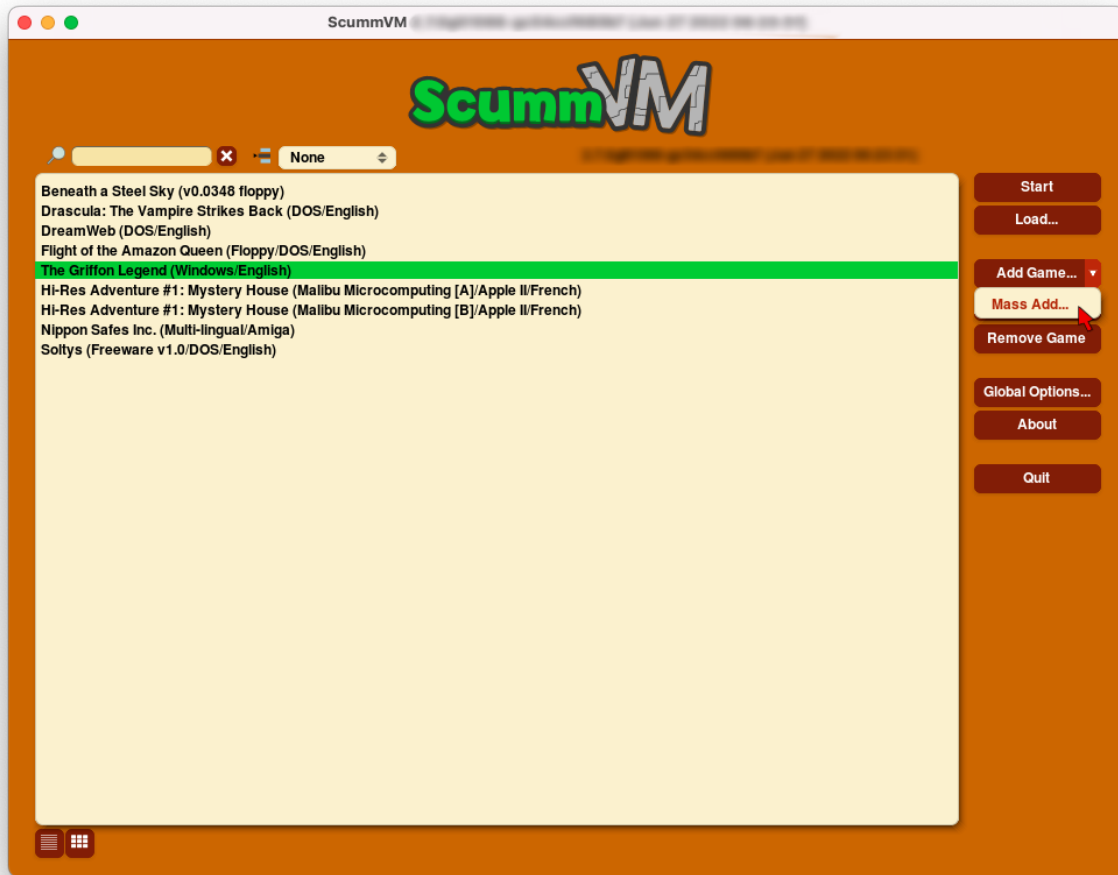 ScummVM
ScummVM
None
Beneath a Steel Sky (v0.0348 floppy)
Drascula: The Vampire Strikes Back (DOS/English)
DreamWeb (DOS/English)
Flight of the Amazon Queen (Floppy/DOS/English)
The Griffon Legend (Windows/English)
Hi-Res Adventure #1: Mystery House (Malibu Microcomputing [A]/Apple II/French)
Hi-Res Adventure #1: Mystery House (Malibu Microcomputing [B]/Apple II/French)
Nippon Safes Inc. (Multi-lingual/Amiga)
Soltys (Freeware v1.0/DOS/English)
Start
Load...
Add Game...
Mass Add...
Remove Game
Global Options...
About
Quit